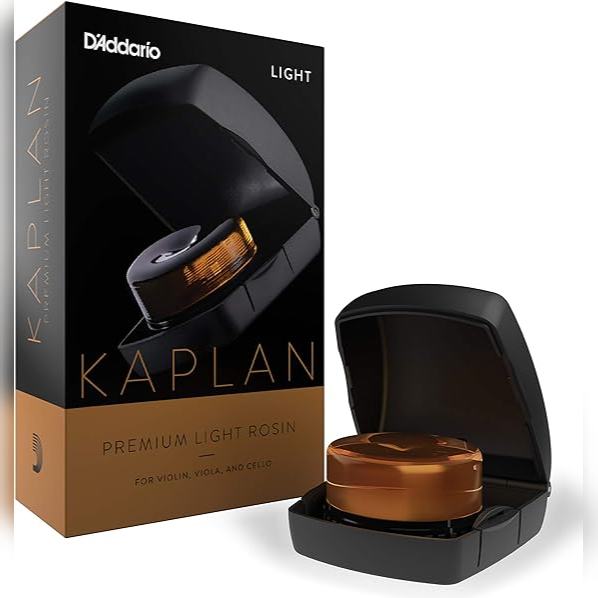 D'Addario
LIGHT
KAPLAN
PREMIUM LIGHT ROSIN
FOR VIOLIN, VIOLA, AND CELLO
KAPLAN
PREMIUM LIGHT ROSIN